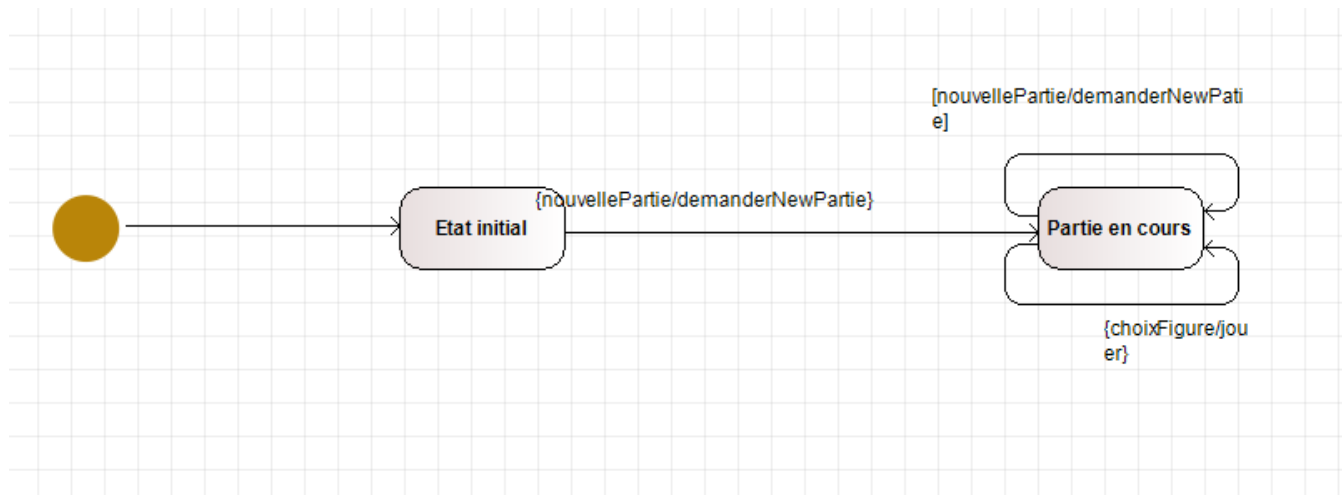 [nouvellePartie/demanderNewPati
e]
{nouvellePartie/demanderNewPartie}
Etat initial
Partie en cours
{choixFigure/jou
er}